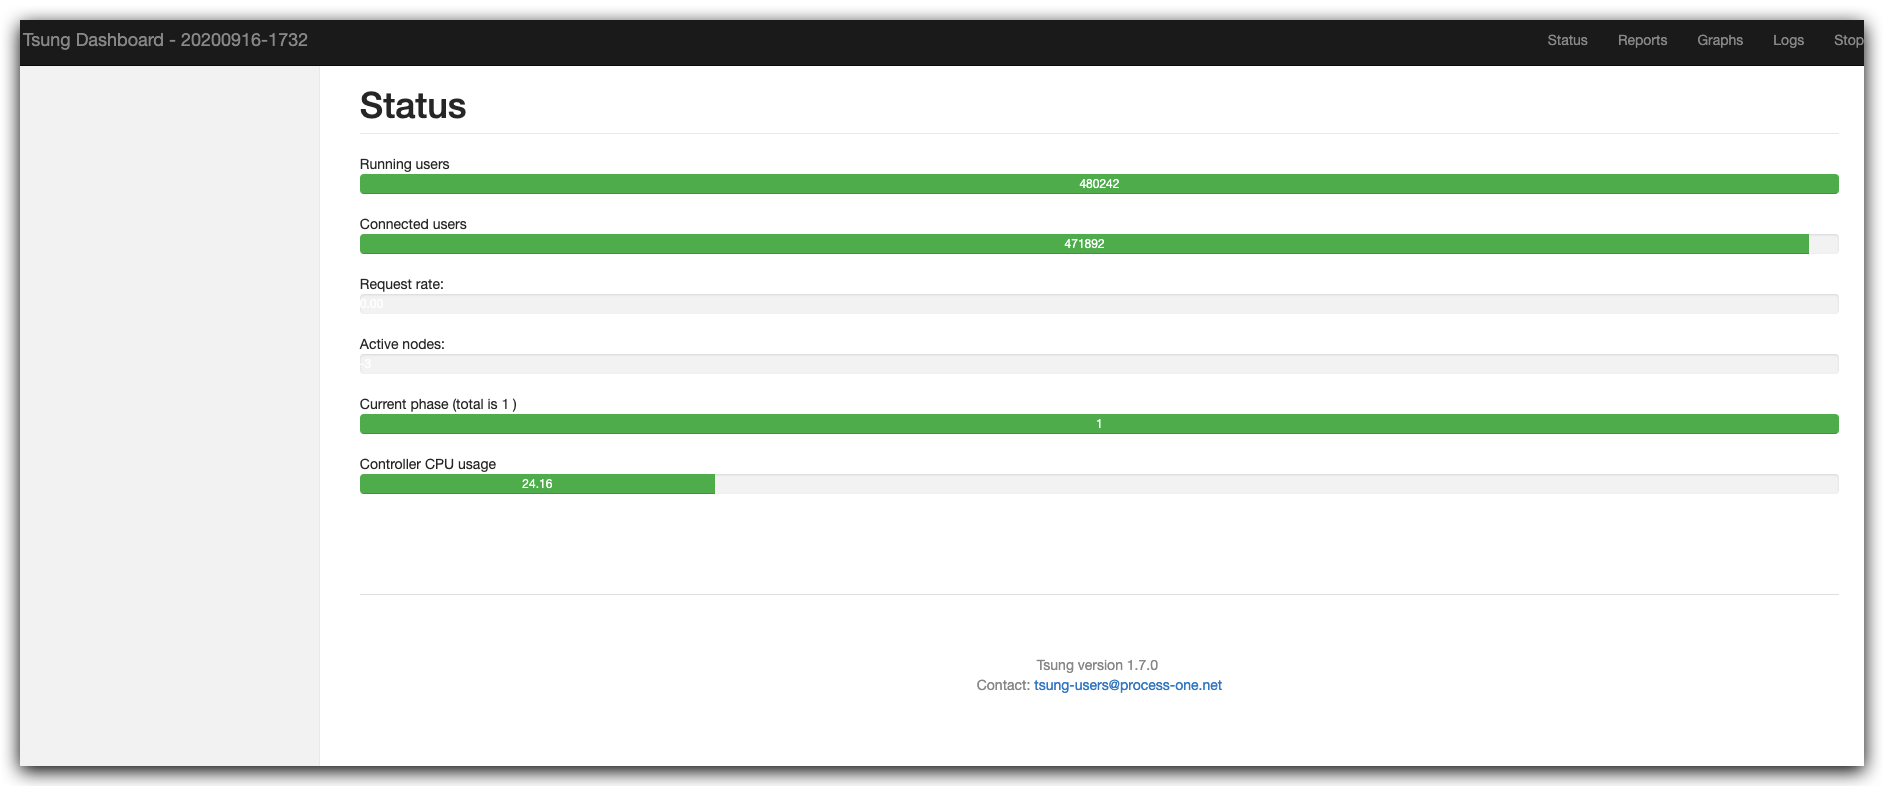 Tsung Dashboard - 20200916-1732
Status Reports Graphs Logs Stop
Status
Running users
480242
Connected users
471892
Request rate:
0.00
Active nodes:
-3
Current phase (total is 1 )
1
Controller CPU usage
24.16
Tsung version 1.7.0
Contact: tsung-users@process-one.net